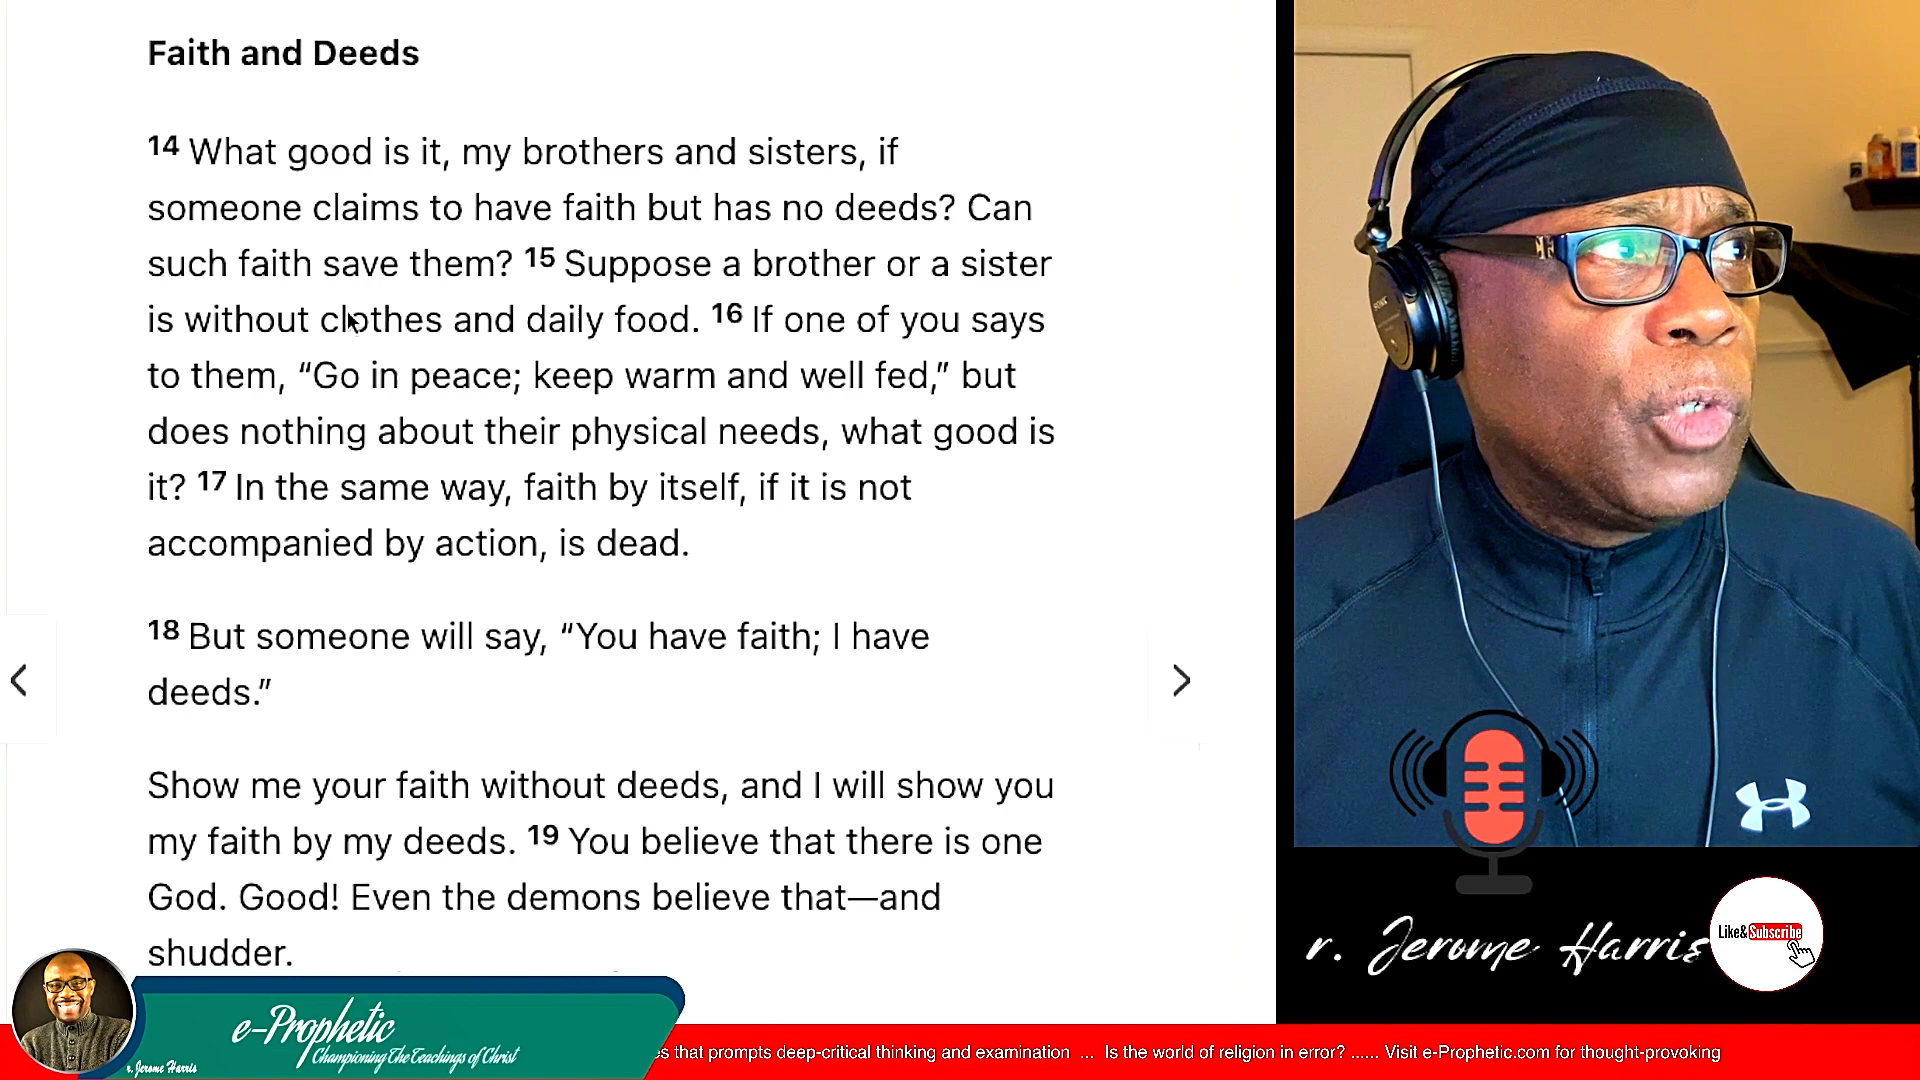 Faith and Deeds
14 What good is it, my brothers and sisters, if
someone claims to have faith but has no deeds? Can
such faith save them? 15 Suppose a brother or a sister
is without clothes and daily food. 16 If one of you says
to them, “Go in peace; keep warm and well fed,” but
does nothing about their physical needs, what good is
it? 17 In the same way, faith by itself, if it is not
accompanied by action, is dead.
18 But someone will say, “You have faith; I have
deeds.”
Show me your faith without deeds, and I will show you
my faith by my deeds. 19 You believe that there is one
God. Good! Even the demons believe that—and
shudder.
SONY
r. Jerome Harris
Like& Subscribe
e-Prophetic
Championing The Teachings of Christ
r. Jerome Harris
s that prompts deep-critical thinking and examination ... Is the world of religion in error? ...... Visit e-Prophetic.com for thought-provoking